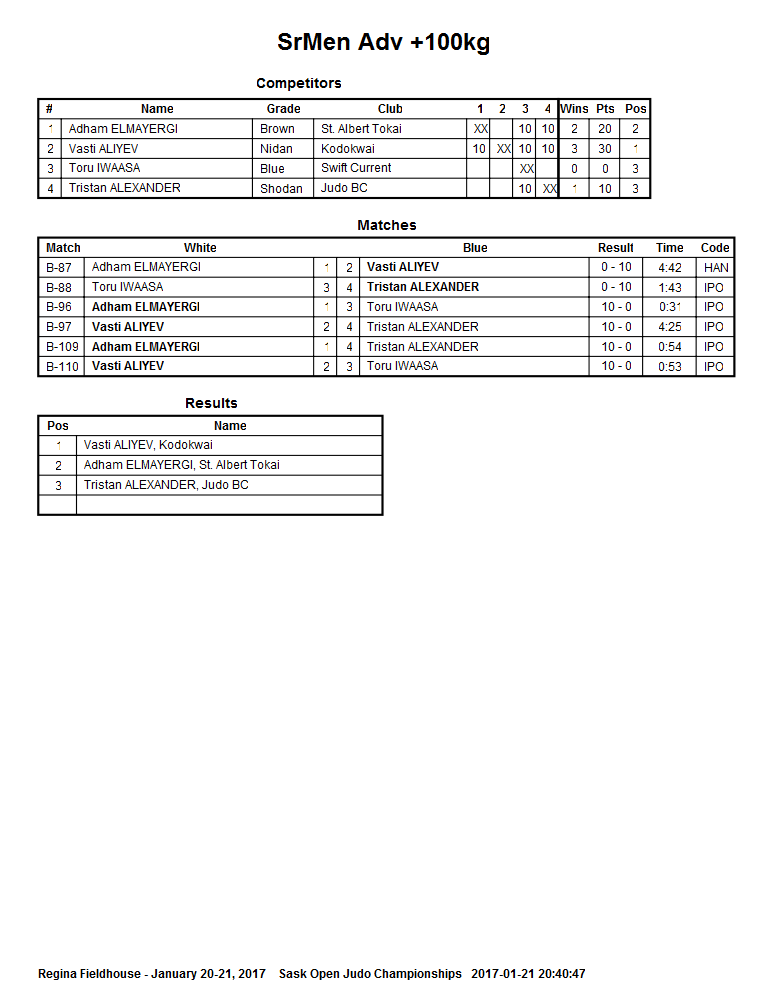 SrMen Adv +100kg
Competitors
# Name Grade Club 1 2 3 4 Wins Pts Pos
1 Adham ELMAYERGI Brown St. Albert Tokai XX 10 10 2 20 2
2 Vasti ALIYEV Nidan Kodokwai 10 XX 10 10 3 30 1
3 Toru IWAASA Blue Swift Current XX 0 0 3
4 Tristan ALEXANDER Shodan Judo BC 10 XX 1 10 3
Matches
Match White Blue Result Time Code
B-87 Adham ELMAYERGI 1 2 Vasti ALIYEV 0 - 10 4:42 HAN
B-88 Toru IWAASA 3 4 Tristan ALEXANDER 0 - 10 1:43 IPO
B-96 Adham ELMAYERGI 1 3 Toru IWAASA 10 - 0 0:31 IPO
B-97 Vasti ALIYEV 2 4 Tristan ALEXANDER 10 - 0 4:25 IPO
B-109 Adham ELMAYERGI 1 4 Tristan ALEXANDER 10 - 0 0:54 IPO
B-110 Vasti ALIYEV 2 3 Toru IWAASA 10 - 0 0:53 IPO
Results
Pos Name
1 Vasti ALIYEV, Kodokwai
2 Adham ELMAYERGI, St. Albert Tokai
3 Tristan ALEXANDER, Judo BC
Regina Fieldhouse - January 20-21, 2017 Sask Open Judo Championships 2017-01-21 20:40:47